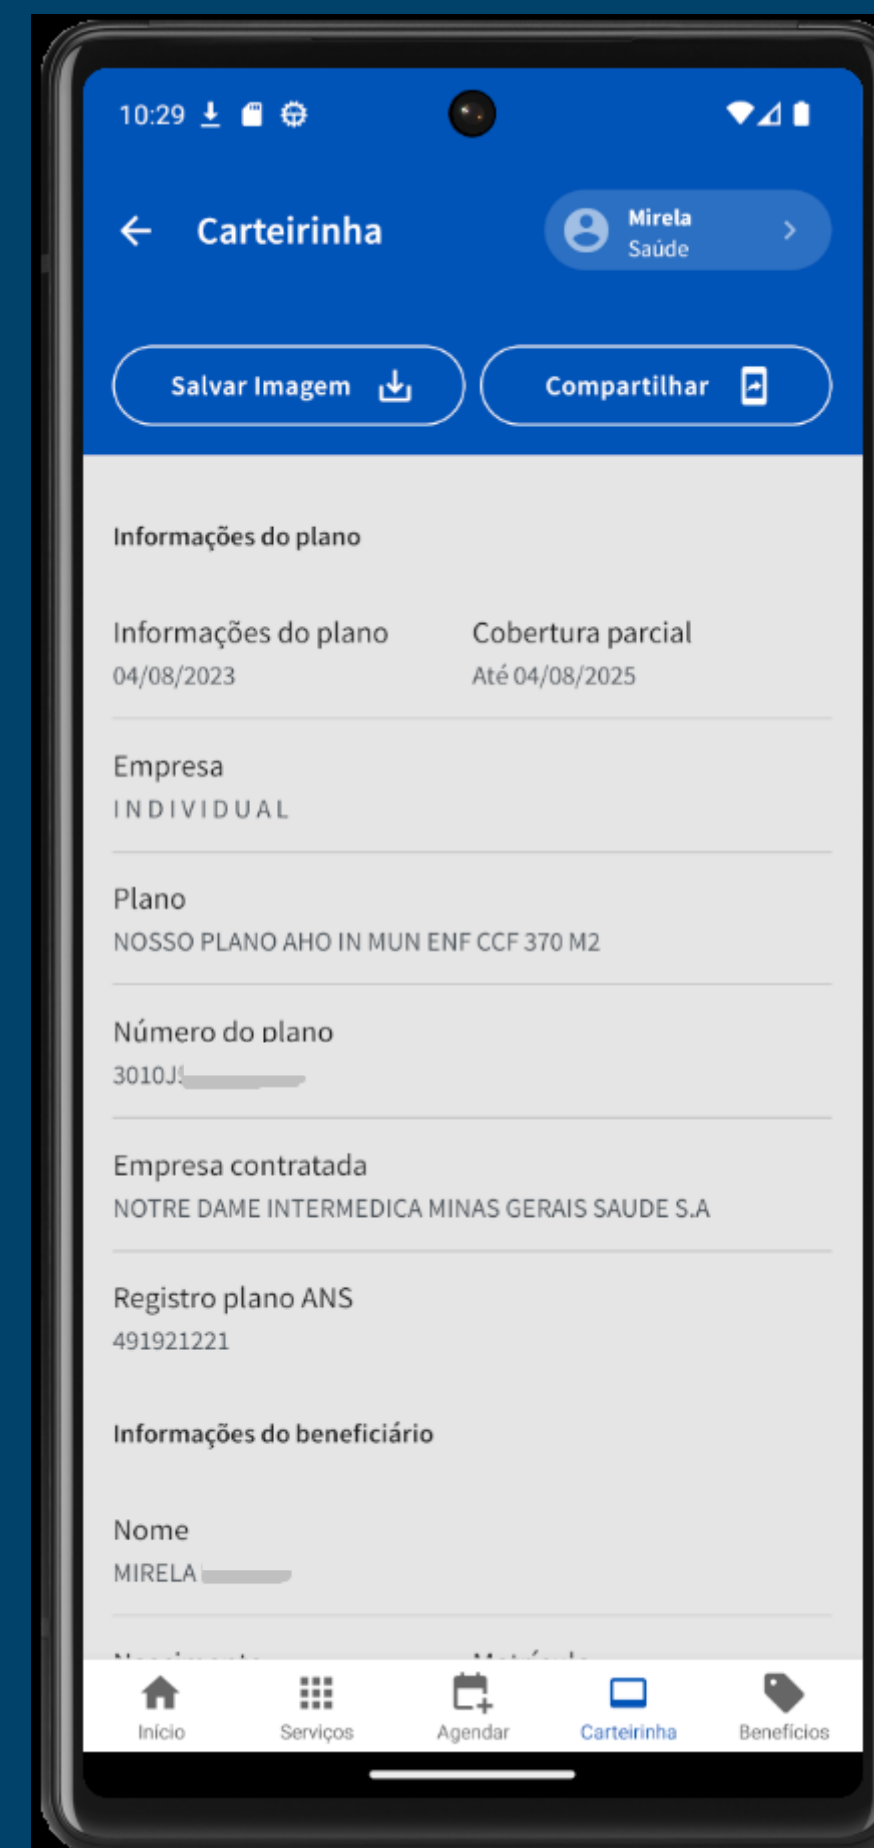 10:29
Carteirinha
Mirela
Saúde
Salvar Imagem
Compartilhar
Informações do plano
Informações do plano Cobertura parcial
04/08/2023 Até 04/08/2025
Empresa
I N D I V I D U A L
Plano
NOSSO PLANO AHO IN MUN ENF CCF 370 M2
Número do plano
Empresa contratada
NOTRE DAME INTERMEDICA MINAS GERAIS SAUDE S.A
Registro plano ANS
491921221
Informações do beneficiário
Nome
MIRELA
Início Serviços Agendar Carteirinha Benefícios